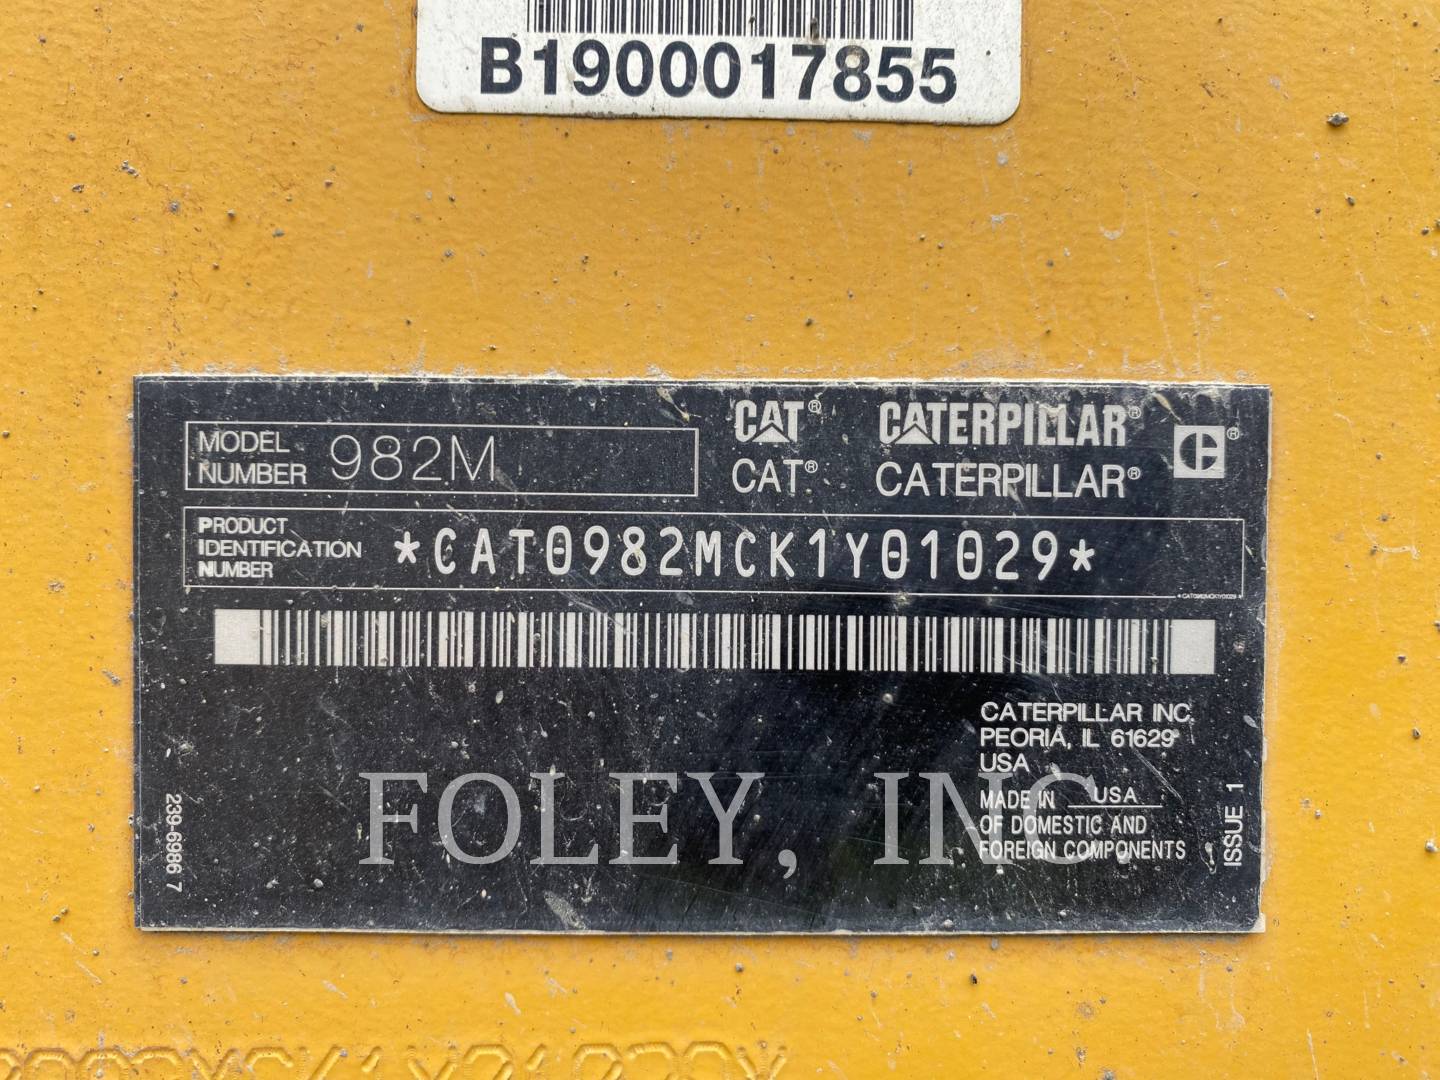 B1900017855
CAT® CATERPILLAR®
MODEL NUMBER 982M
CAT® CATERPILLAR®
PRODUCT IDENTIFICATION NUMBER *CAT0982MCK1Y01029*
*CAT0982MCK1Y01029*
CATERPILLAR INC.
PEORIA, IL 61629
USA
MADE IN USA
OF DOMESTIC AND
FOREIGN COMPONENTS
239-6986 7
ISSUE 1
FOLEY, INC.